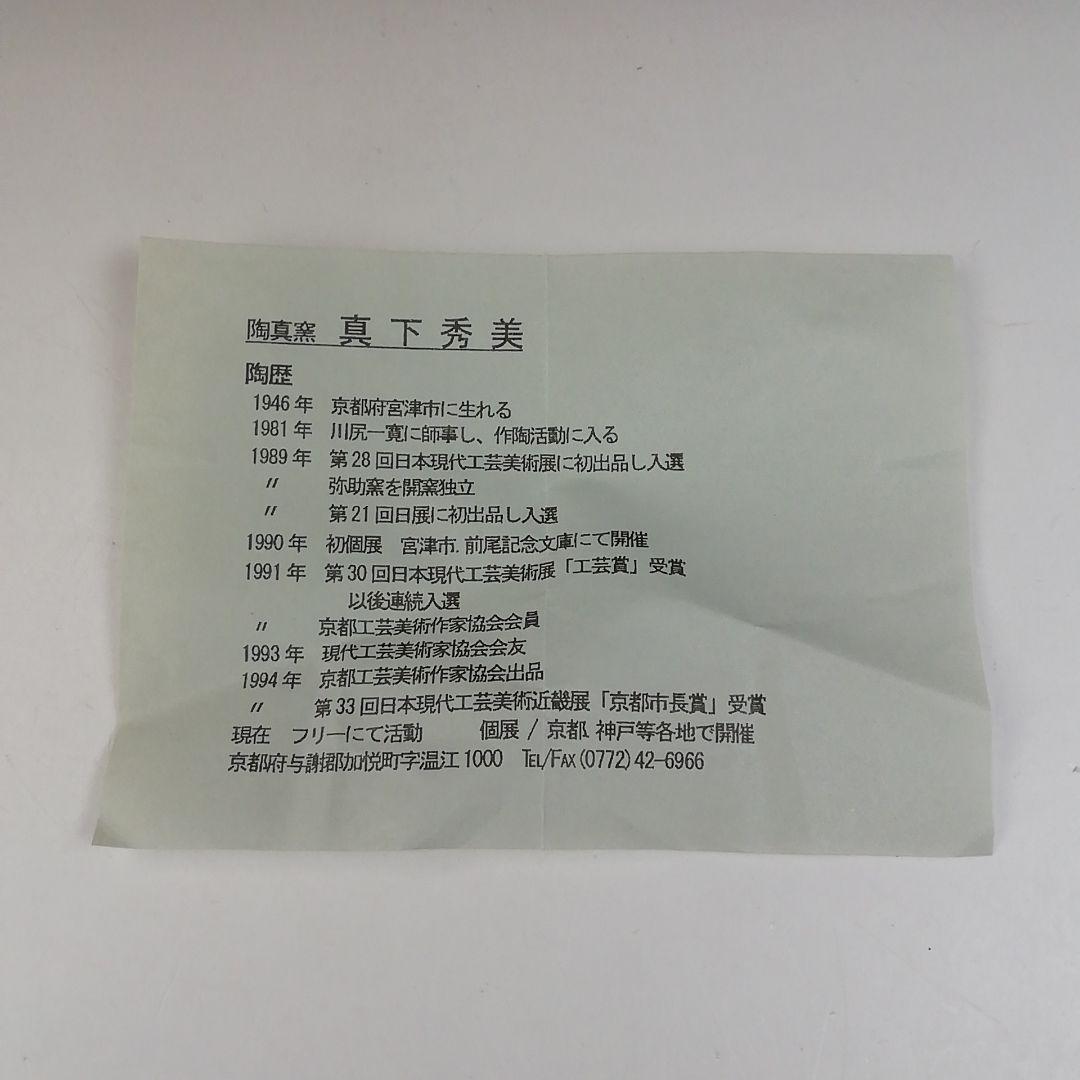 陶真窯 真下秀美
陶歴
1946年 京都府宮津市に生れる
1981年 川尻一寛に師事し、作陶活動に入る
1989年 第28回日本現代工芸美術展に初出品し入選
〃 弥助窯を開窯独立
〃 第21回日展に初出品し入選
1990年 初個展 宮津市.前尾記念文庫にて開催
1991年 第30回日本現代工芸美術展「工芸賞」受賞
以後連続入選
〃 京都工芸美術作家協会会員
1993年 現代工芸美術家協会会友
1994年 京都工芸美術作家協会出品
〃 第33回日本現代工芸美術近畿展「京都市長賞」受賞
現在 フリーにて活動 個展 / 京都.神戸等各地で開催
京都府与謝郡加悦町字温江1000 TEL/FAX(0772)42-6966